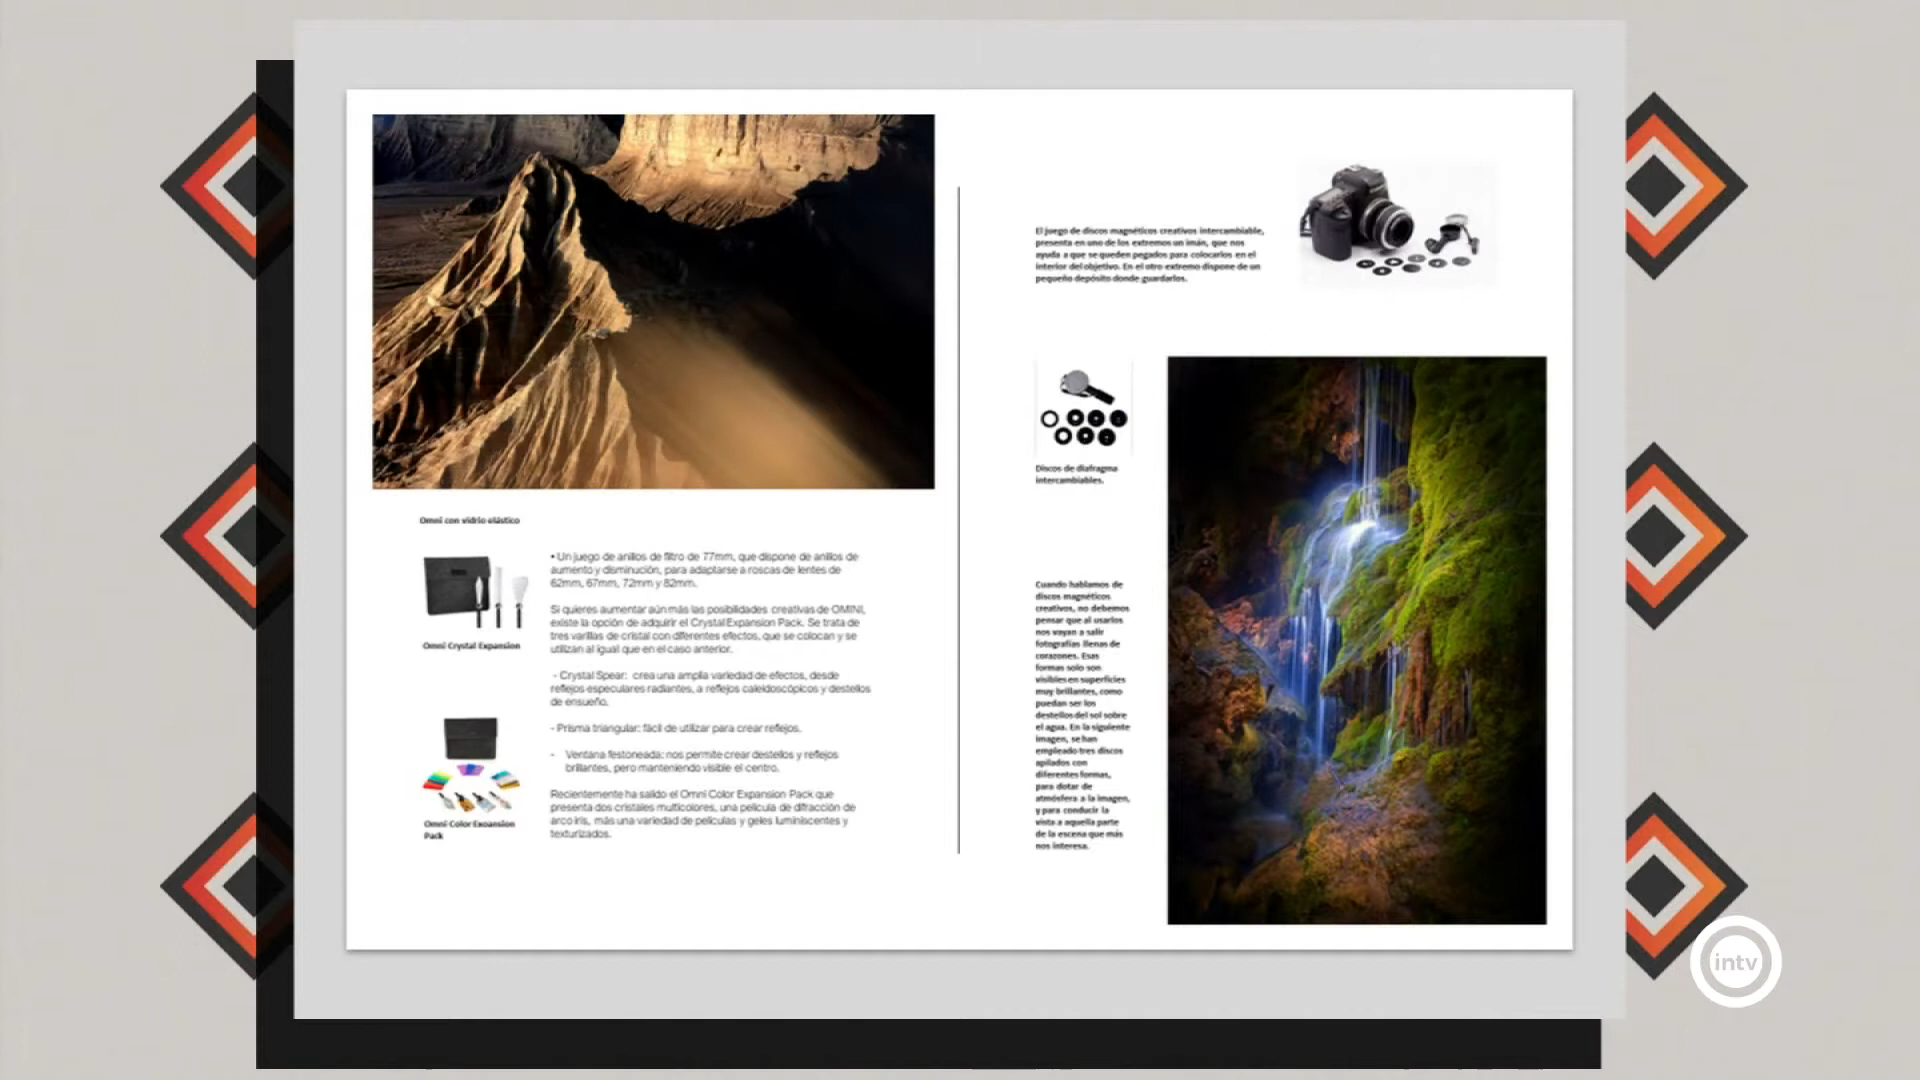 Omni con vidrio elástico
Omni Crystal Expansion
Omni Color Exoansion
Pack
• Un juego de anillos de filtro de 77mm, que dispone de anillos de
aumento y disminución, para adaptarse a roscas de lentes de
62mm, 67mm, 72mm y 82mm.
Si quieres aumentar aún más las posibilidades creativas de OMINI,
existe la opción de adquirir el Crystal Expansion Pack. Se trata de
tres varillas de cristal con diferentes efectos, que se colocan y se
utilizan al igual que en el caso anterior.
- Crystal Spear: crea una amplia variedad de efectos, desde
reflejos especulares radiantes, a reflejos caleidoscópicos y destellos
de ensueño.
- Prisma triangular: fácil de utilizar para crear reflejos.
- Ventana festoneada: nos permite crear destellos y reflejos
brillantes, pero manteniendo visible el centro.
Recientemente ha salido el Omni Color Expansion Pack que
presenta dos cristales multicolores, una película de difracción de
arco iris, más una variedad de películas y geles luminiscentes y
texturizados.
El juego de discos magnéticos creativos intercambiable,
presenta en uno de los extremos un imán, que nos
ayuda a que se queden pegados para colocarlos en el
interior del objetivo. En el otro extremo dispone de un
pequeño depósito donde guardarlos.
Discos de diafragma
intercambiables.
Cuando hablamos de
discos magnéticos
creativos, no debemos
pensar que al usarlos
nos vayan a salir
fotografías llenas de
corazones. Esas
formas solo son
visibles en superficies
muy brillantes, como
puedan ser los
destellos del sol sobre
el agua. En la siguiente
imagen, se han
empleado tres discos
apilados con
diferentes formas,
para dotar de
atmósfera a la imagen,
y para conducir la
vista a aquella parte
de la escena que más
nos interesa.
intv